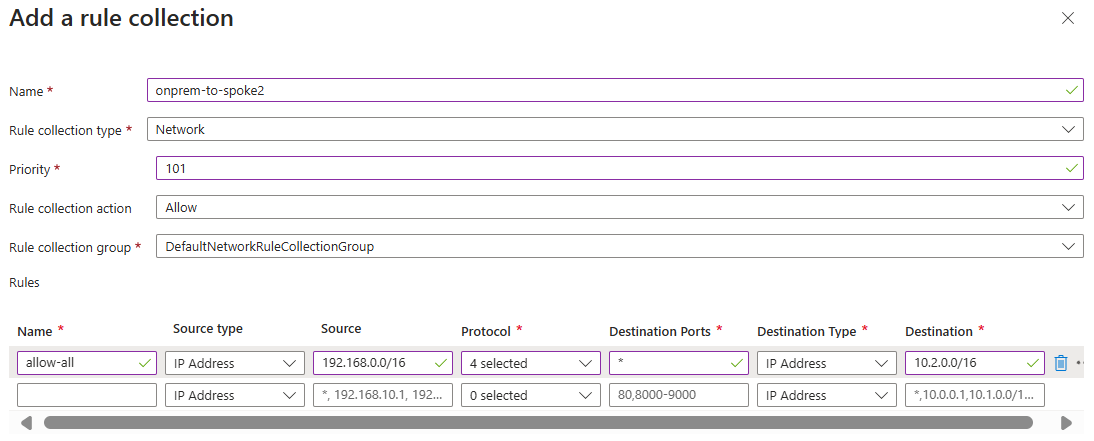 Add a rule collection
Name * onprem-to-spoke2
Rule collection type * Network
Priority * 101
Rule collection action Allow
Rule collection group * DefaultNetworkRuleCollectionGroup
Rules
Name * Source type Source Protocol * Destination Ports * Destination Type * Destination *
allow-all IP Address 192.168.0.0/16 4 selected * IP Address 10.2.0.0/16
IP Address *, 192.168.10.1, 192... 0 selected 80,8000-9000 IP Address *,10.0.0.1,10.1.0.0/1...